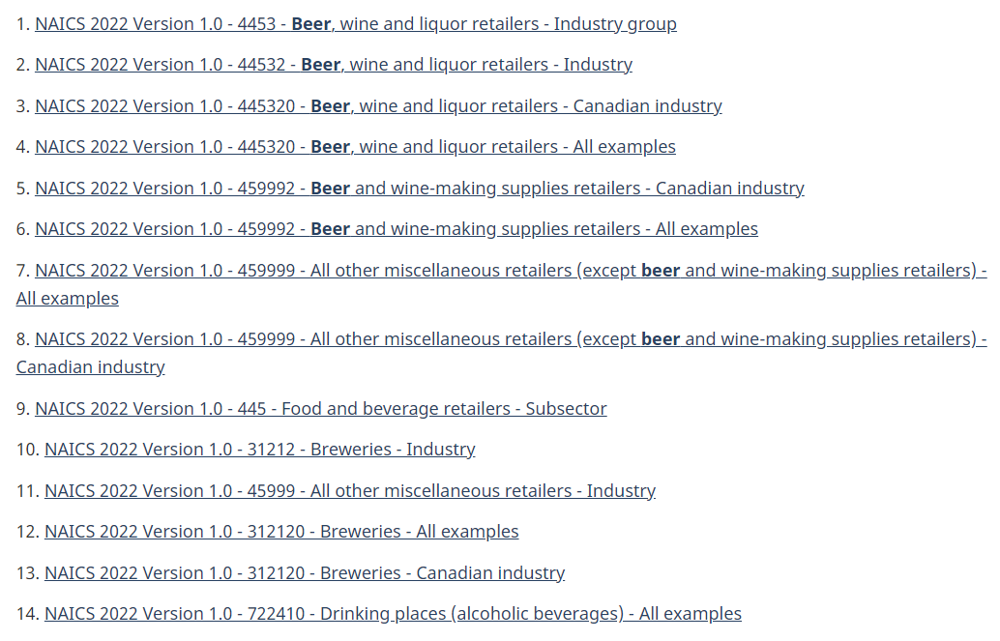 1. NAICS 2022 Version 1.0 - 4453 - Beer, wine and liquor retailers - Industry group
2. NAICS 2022 Version 1.0 - 44532 - Beer, wine and liquor retailers - Industry
3. NAICS 2022 Version 1.0 - 445320 - Beer, wine and liquor retailers - Canadian industry
4. NAICS 2022 Version 1.0 - 445320 - Beer, wine and liquor retailers - All examples
5. NAICS 2022 Version 1.0 - 459992 - Beer and wine-making supplies retailers - Canadian industry
6. NAICS 2022 Version 1.0 - 459992 - Beer and wine-making supplies retailers - All examples
7. NAICS 2022 Version 1.0 - 459999 - All other miscellaneous retailers (except beer and wine-making supplies retailers) -
All examples
8. NAICS 2022 Version 1.0 - 459999 - All other miscellaneous retailers (except beer and wine-making supplies retailers) -
Canadian industry
9. NAICS 2022 Version 1.0 - 445 - Food and beverage retailers - Subsector
10. NAICS 2022 Version 1.0 - 31212 - Breweries - Industry
11. NAICS 2022 Version 1.0 - 45999 - All other miscellaneous retailers - Industry
12. NAICS 2022 Version 1.0 - 312120 - Breweries - All examples
13. NAICS 2022 Version 1.0 - 312120 - Breweries - Canadian industry
14. NAICS 2022 Version 1.0 - 722410 - Drinking places (alcoholic beverages) - All examples